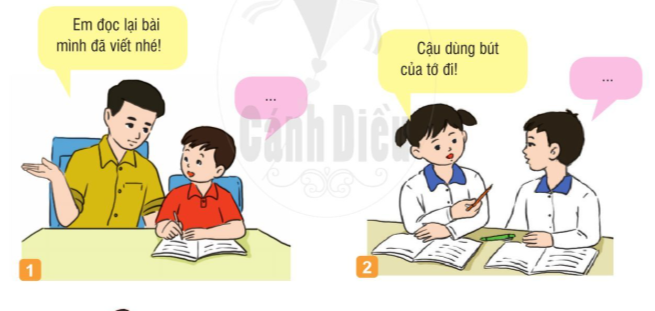 Em đọc lại bài
mình đã viết nhé!
...
1
Cậu dùng bút
của tớ đi!
...
2
Cánh Diều